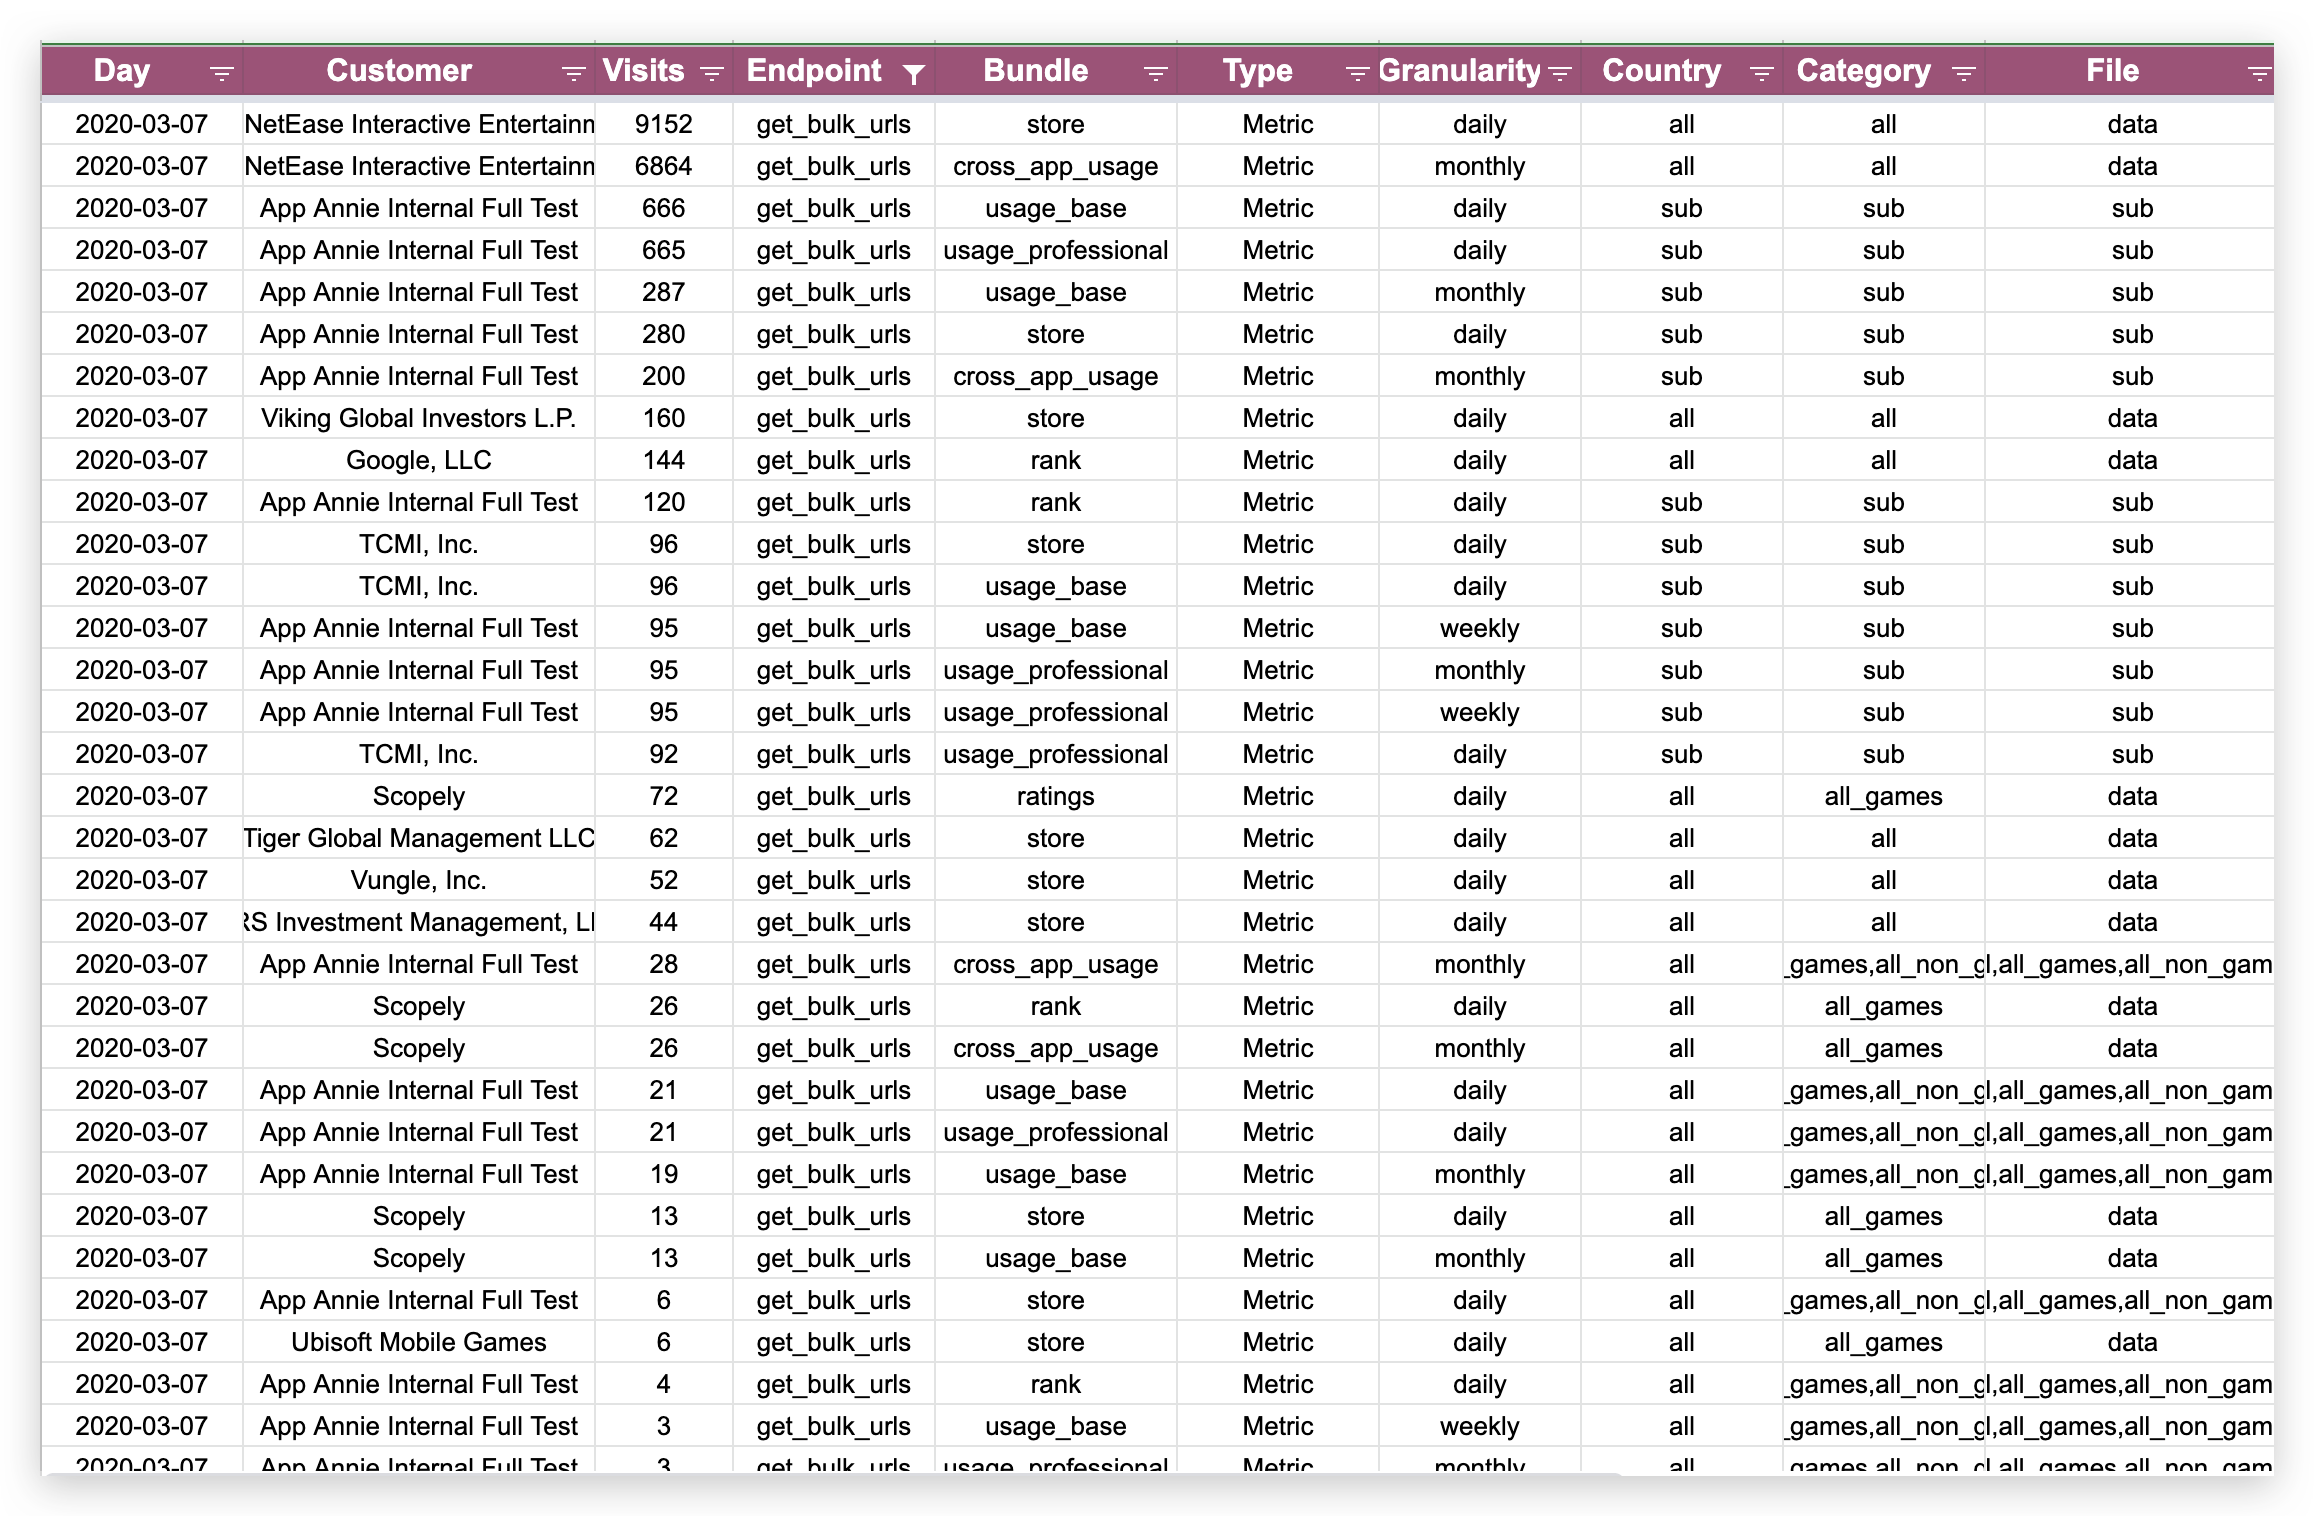 Day Customer Visits Endpoint Bundle Type Granularity Country Category File
2020-03-07 NetEase Interactive Entertainm 9152 get_bulk_urls store Metric daily all all data
2020-03-07 NetEase Interactive Entertainm 6864 get_bulk_urls cross_app_usage Metric monthly all all data
2020-03-07 App Annie Internal Full Test 666 get_bulk_urls usage_base Metric daily sub sub sub
2020-03-07 App Annie Internal Full Test 665 get_bulk_urls usage_professional Metric daily sub sub sub
2020-03-07 App Annie Internal Full Test 287 get_bulk_urls usage_base Metric monthly sub sub sub
2020-03-07 App Annie Internal Full Test 280 get_bulk_urls store Metric daily sub sub sub
2020-03-07 App Annie Internal Full Test 200 get_bulk_urls cross_app_usage Metric monthly sub sub sub
2020-03-07 Viking Global Investors L.P. 160 get_bulk_urls store Metric daily all all data
2020-03-07 Google, LLC 144 get_bulk_urls rank Metric daily all all data
2020-03-07 App Annie Internal Full Test 120 get_bulk_urls rank Metric daily sub sub sub
2020-03-07 TCMI, Inc. 96 get_bulk_urls store Metric daily sub sub sub
2020-03-07 TCMI, Inc. 96 get_bulk_urls usage_base Metric daily sub sub sub
2020-03-07 App Annie Internal Full Test 95 get_bulk_urls usage_base Metric weekly sub sub sub
2020-03-07 App Annie Internal Full Test 95 get_bulk_urls usage_professional Metric monthly sub sub sub
2020-03-07 App Annie Internal Full Test 95 get_bulk_urls usage_professional Metric weekly sub sub sub
2020-03-07 TCMI, Inc. 92 get_bulk_urls usage_professional Metric daily sub sub sub
2020-03-07 Scopely 72 get_bulk_urls ratings Metric daily all all_games data
2020-03-07 Tiger Global Management LLC 62 get_bulk_urls store Metric daily all all data
2020-03-07 Vungle, Inc. 52 get_bulk_urls store Metric daily all all data
2020-03-07 RS Investment Management, LI 44 get_bulk_urls store Metric daily all all data
2020-03-07 App Annie Internal Full Test 28 get_bulk_urls cross_app_usage Metric monthly all _games,all_non_g l,all_games,all_non_gam
2020-03-07 Scopely 26 get_bulk_urls rank Metric daily all all_games data
2020-03-07 Scopely 26 get_bulk_urls cross_app_usage Metric monthly all all_games data
2020-03-07 App Annie Internal Full Test 21 get_bulk_urls usage_base Metric daily all _games,all_non_g l,all_games,all_non_gam
2020-03-07 App Annie Internal Full Test 21 get_bulk_urls usage_professional Metric daily all _games,all_non_g l,all_games,all_non_gam
2020-03-07 App Annie Internal Full Test 19 get_bulk_urls usage_base Metric monthly all _games,all_non_g l,all_games,all_non_gam
2020-03-07 Scopely 13 get_bulk_urls store Metric daily all all_games data
2020-03-07 Scopely 13 get_bulk_urls usage_base Metric monthly all all_games data
2020-03-07 App Annie Internal Full Test 6 get_bulk_urls store Metric daily all _games,all_non_g l,all_games,all_non_gam
2020-03-07 Ubisoft Mobile Games 6 get_bulk_urls store Metric daily all all_games data
2020-03-07 App Annie Internal Full Test 4 get_bulk_urls rank Metric daily all _games,all_non_g l,all_games,all_non_gam
2020-03-07 App Annie Internal Full Test 3 get_bulk_urls usage_base Metric weekly all _games,all_non_g l,all_games,all_non_gam
2020-03-07 App Annie Internal Full Test 3 get_bulk_urls usage_professional Metric monthly all _games,all_non_g l,all_games,all_non_gam